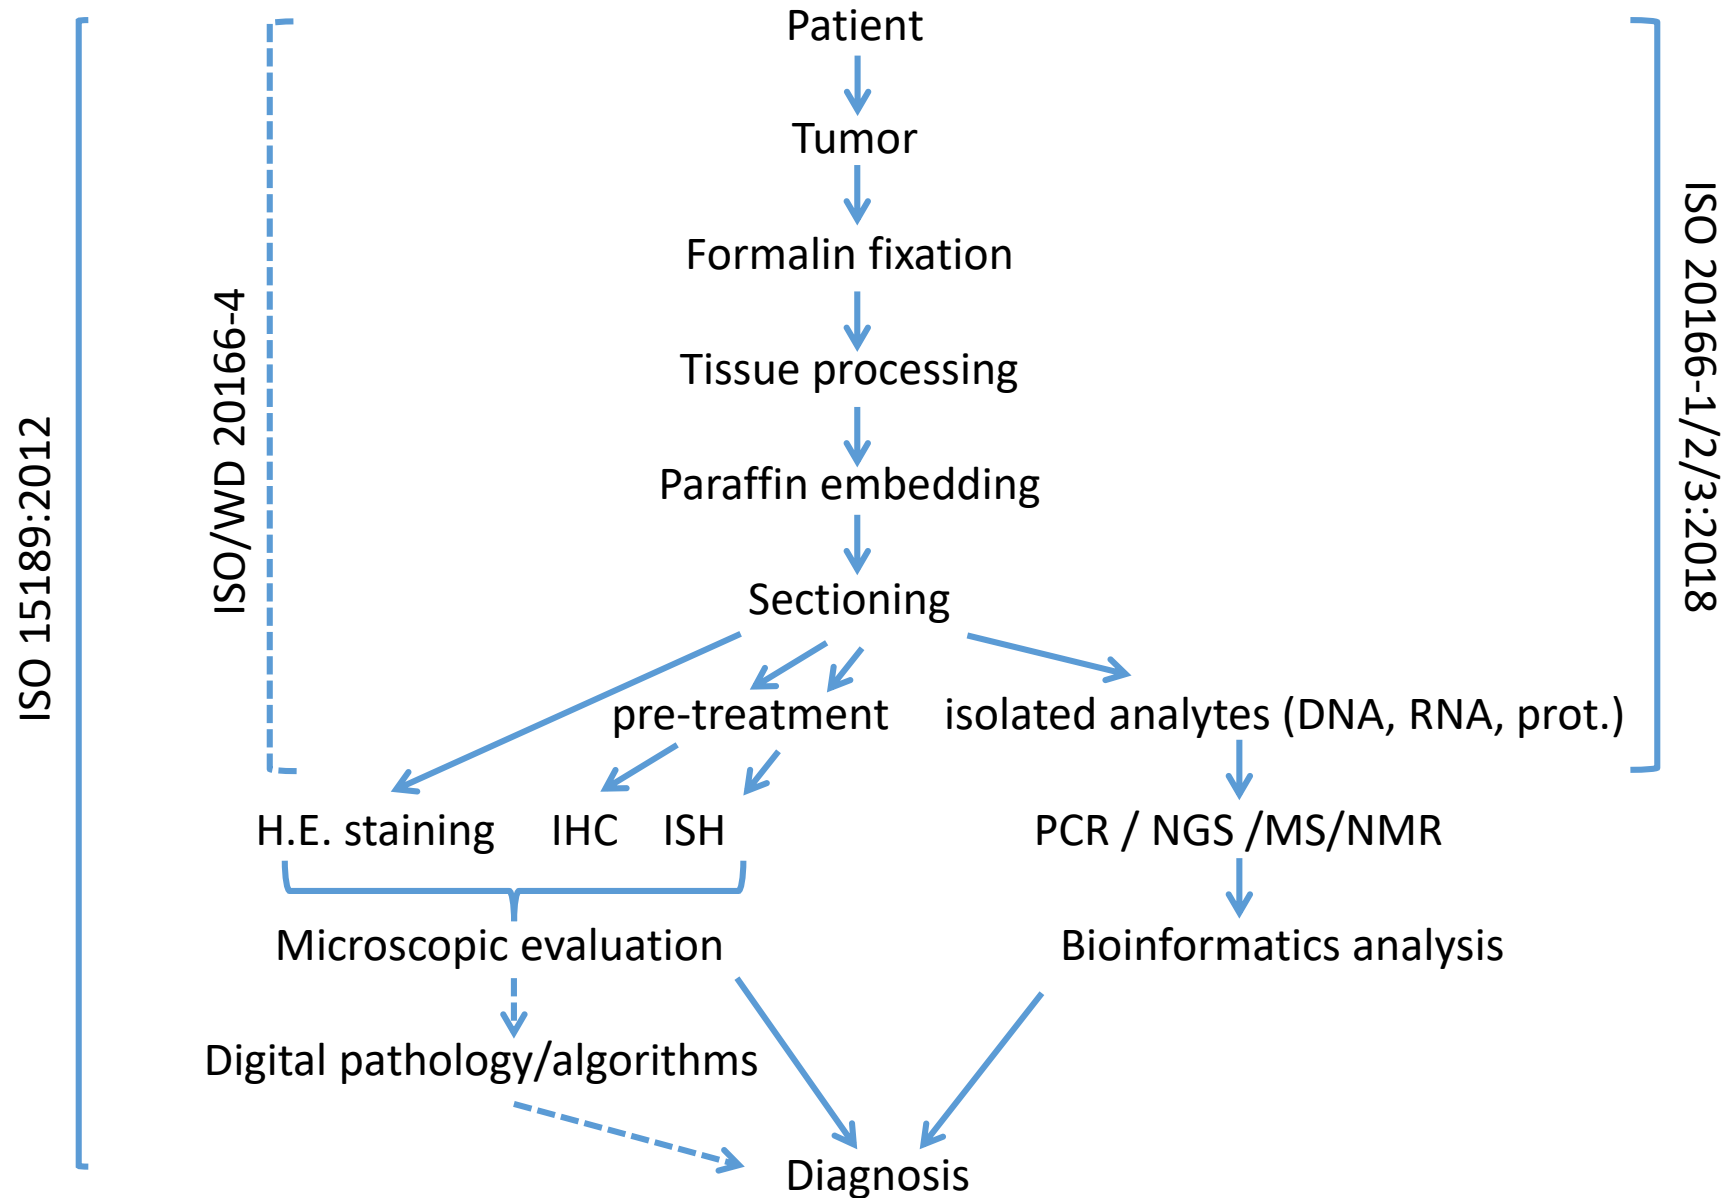 Patient
Tumor
Formalin fixation
Tissue processing
Paraffin embedding
Sectioning
pre-treatment
isolated analytes (DNA, RNA, prot.)
H.E. staining
IHC
ISH
PCR / NGS /MS/NMR
Microscopic evaluation
Bioinformatics analysis
Digital pathology/algorithms
Diagnosis
ISO 15189:2012
ISO/WD 20166-4
ISO 20166-1/2/3:2018